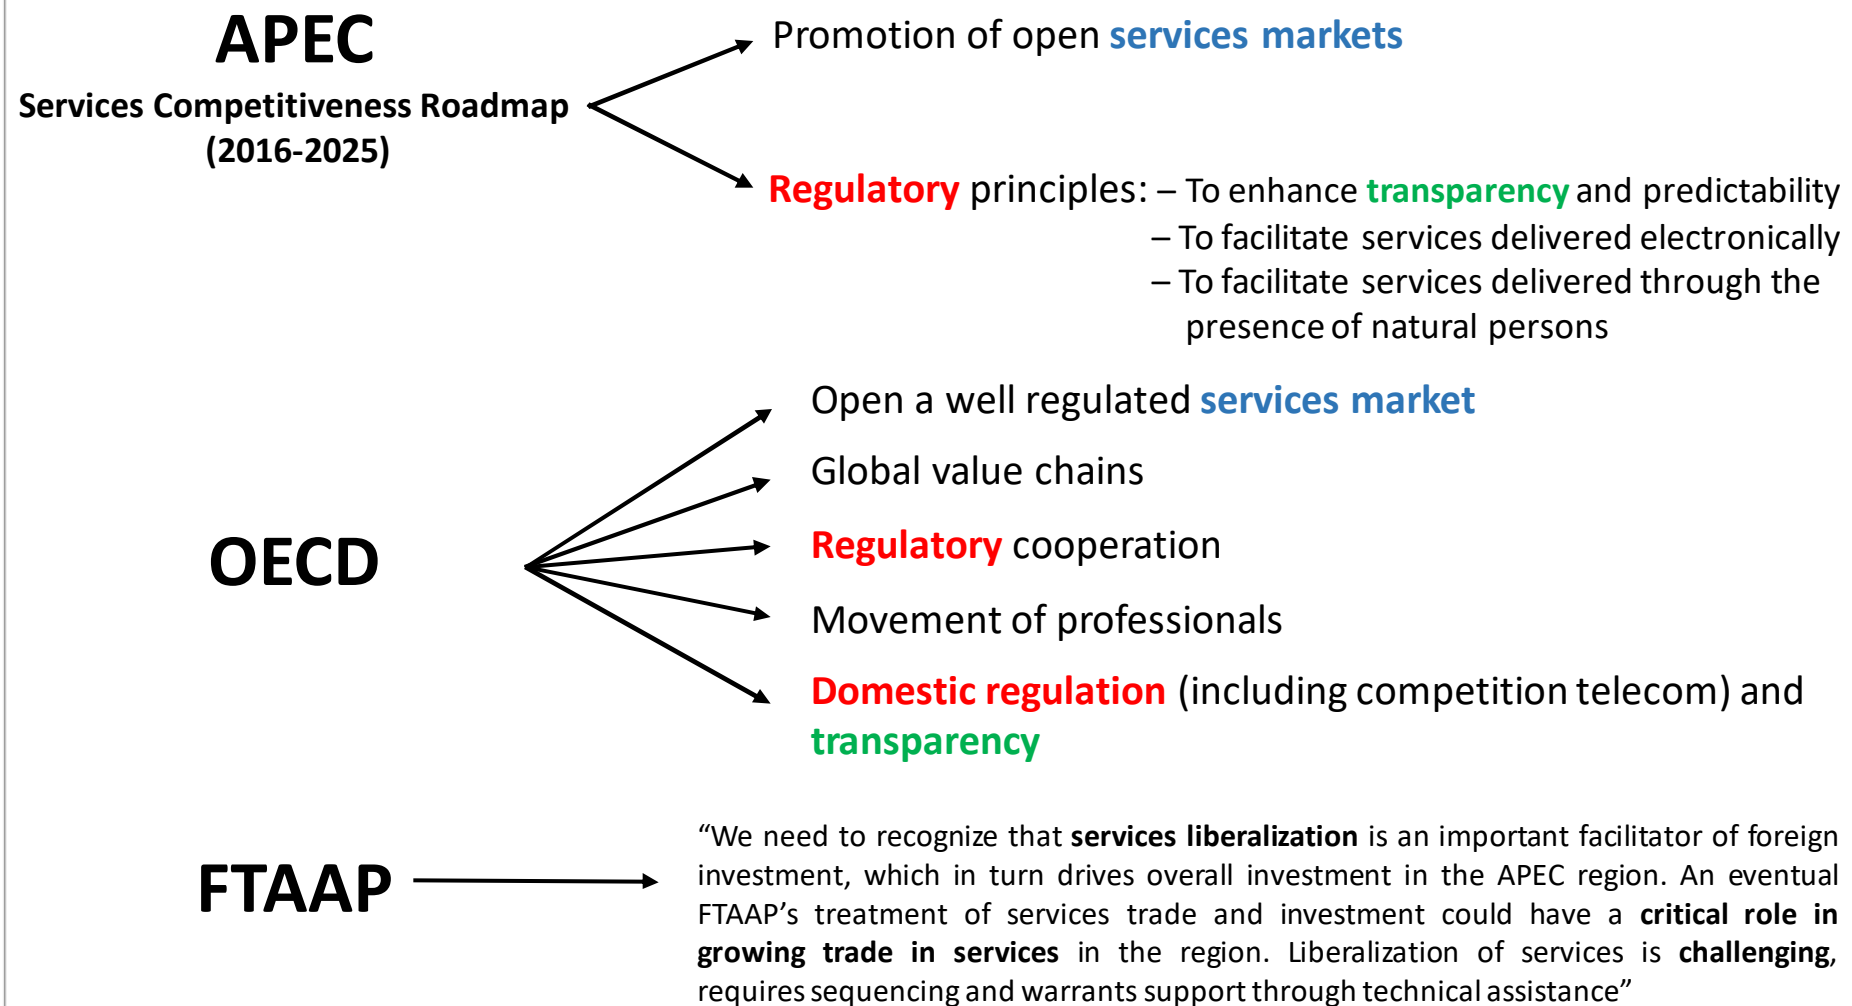 APEC
Services Competitiveness Roadmap
(2016-2025)
Promotion of open services markets
Regulatory principles: – To enhance transparency and predictability
– To facilitate services delivered electronically
– To facilitate services delivered through the
presence of natural persons
OECD
Open a well regulated services market
Global value chains
Regulatory cooperation
Movement of professionals
Domestic regulation (including competition telecom) and
transparency
FTAAP
“We need to recognize that services liberalization is an important facilitator of foreign
investment, which in turn drives overall investment in the APEC region. An eventual
FTAAP’s treatment of services trade and investment could have a critical role in
growing trade in services in the region. Liberalization of services is challenging,
requires sequencing and warrants support through technical assistance”